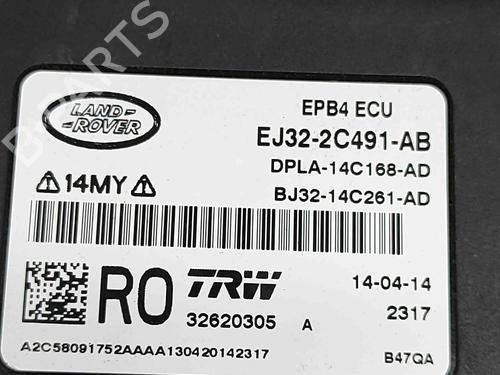 LAND-
-ROVER
EPB4 ECU
EJ32-2C491-AB
DPLA-14C168-AD
BJ32-14C261-AD
14MY
RO
TRW
32620305 A
14-04-14
2317
A2C58091752AAAA130420142317
B47QA